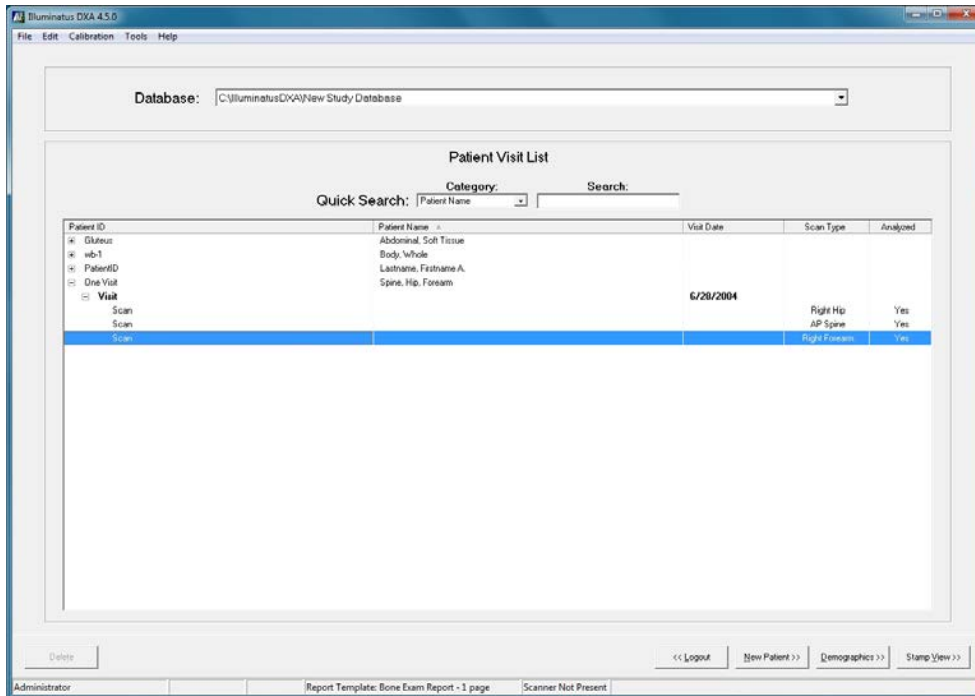 Illuminatus DXA 4.5.0
File Edit Calibration Tools Help
Database: C:\IlluminatusDXA\New Study Database
Patient Visit List
Category: Search:
Quick Search: Patient Name
Patient ID Patient Name Visit Date Scan Type Analyzed
Gluteus Abdominal, Soft Tissue
wb-1 Body, Whole
PatientID Lastname, Firstname A.
One Visit Spine, Hip, Forearm
Visit 6/28/2004
Scan Right Hip Yes
Scan AP Spine Yes
Scan Right Forearm Yes
Delete << Logout New Patient >> Demographics >> Stamp View >>
Administrator Report Template: Bone Exam Report - 1 page Scanner Not Present